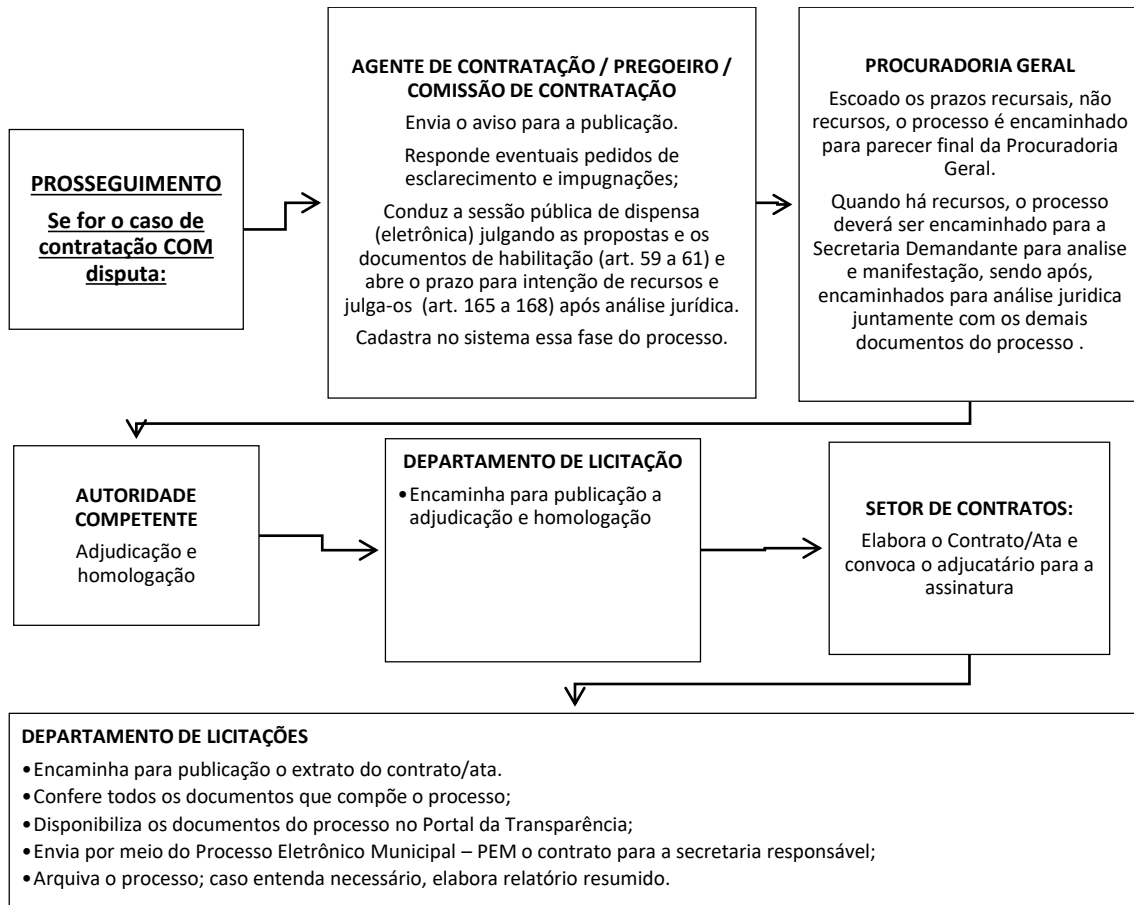 PROSSEGUIMENTO
Se for o caso de
contratação COM
disputa:
AGENTE DE CONTRATAÇÃO / PREGOEIRO /
COMISSÃO DE CONTRATAÇÃO
Envia o aviso para a publicação.
Responde eventuais pedidos de
esclarecimento e impugnações;
Conduz a sessão pública de dispensa
(eletrônica) julgando as propostas e os
documentos de habilitação (art. 59 a 61) e
abre o prazo para intenção de recursos e
julga-os (art. 165 a 168) após análise jurídica.
Cadastra no sistema essa fase do processo.
PROCURADORIA GERAL
Escoado os prazos recursais, não
recursos, o processo é encaminhado
para parecer final da Procuradoria
Geral.
Quando há recursos, o processo
deverá ser encaminhado para a
Secretaria Demandante para analise
e manifestação, sendo após,
encaminhados para análise juridica
juntamente com os demais
documentos do processo .
AUTORIDADE
COMPETENTE
Adjudicação e
homologação
DEPARTAMENTO DE LICITAÇÃO
•Encaminha para publicação a
adjudicação e homologação
SETOR DE CONTRATOS:
Elabora o Contrato/Ata e
convoca o adjucatário para a
assinatura
DEPARTAMENTO DE LICITAÇÕES
•Encaminha para publicação o extrato do contrato/ata.
•Confere todos os documentos que compõe o processo;
•Disponibiliza os documentos do processo no Portal da Transparência;
•Envia por meio do Processo Eletrônico Municipal – PEM o contrato para a secretaria responsável;
•Arquiva o processo; caso entenda necessário, elabora relatório resumido.